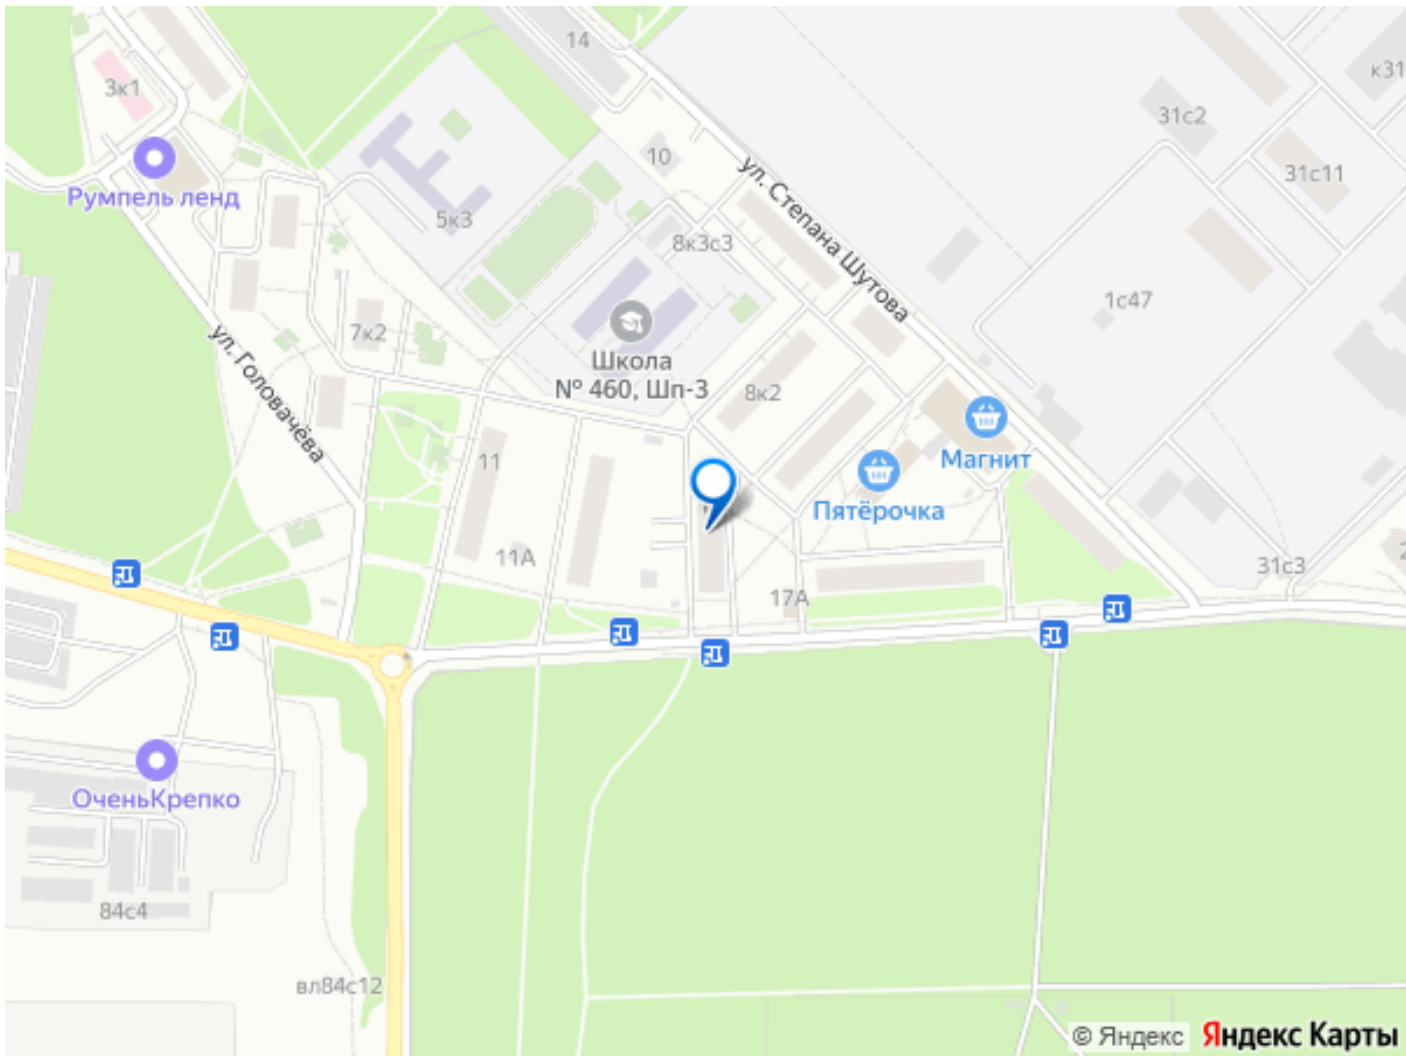 14
3к1
к31
31с2
10
31с11
ул. Степана Шутова
Румпель ленд
5к3
8к3с3
1с47
7к2
ул. Головачёва
Школа
№ 460, Шп-3
8к2
11
Магнит
Пятёрочка
11А
31с3
2
17А
ОченьКрепко
84с4
вл84с12
© Яндекс Яндекс Карты